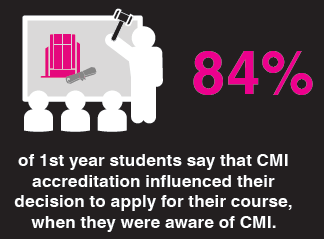 84%
of 1st year students say that CMI
accreditation influenced their
decision to apply for their course,
when they were aware of CMI.